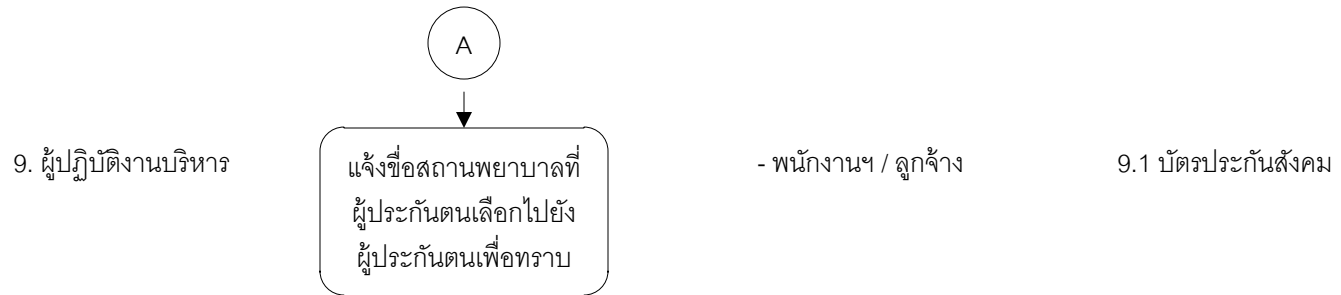 A
9. ผู้ปฏิบัติงานบริหาร
แจ้งชื่อสถานพยาบาลที่
ผู้ประกันตนเลือกไปยัง
ผู้ประกันตนเพื่อทราบ
- พนักงานฯ / ลูกจ้าง
9.1 บัตรประกันสังคม